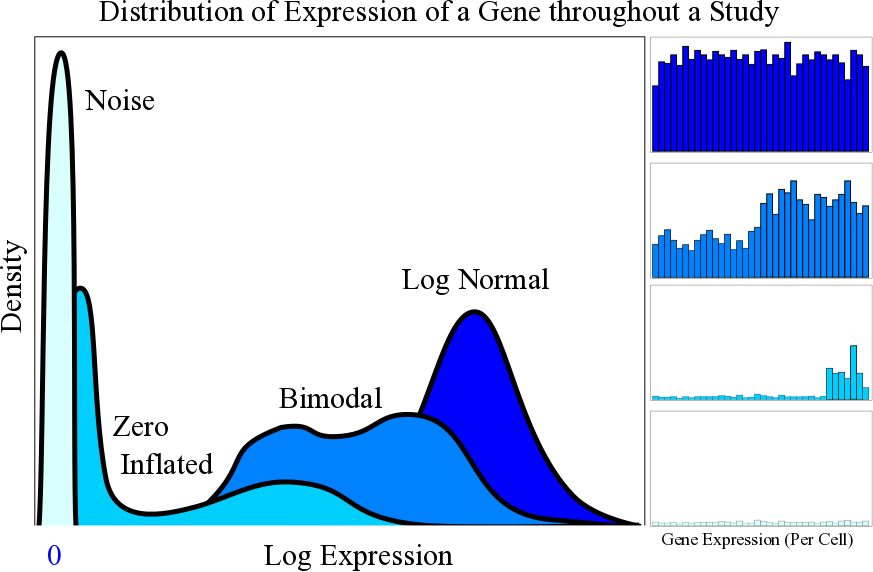 Distribution of Expression of a Gene throughout a Study
Noise
Log Normal
Density
Bimodal
Zero
Inflated
Gene Expression (Per Cell)
0
Log Expression